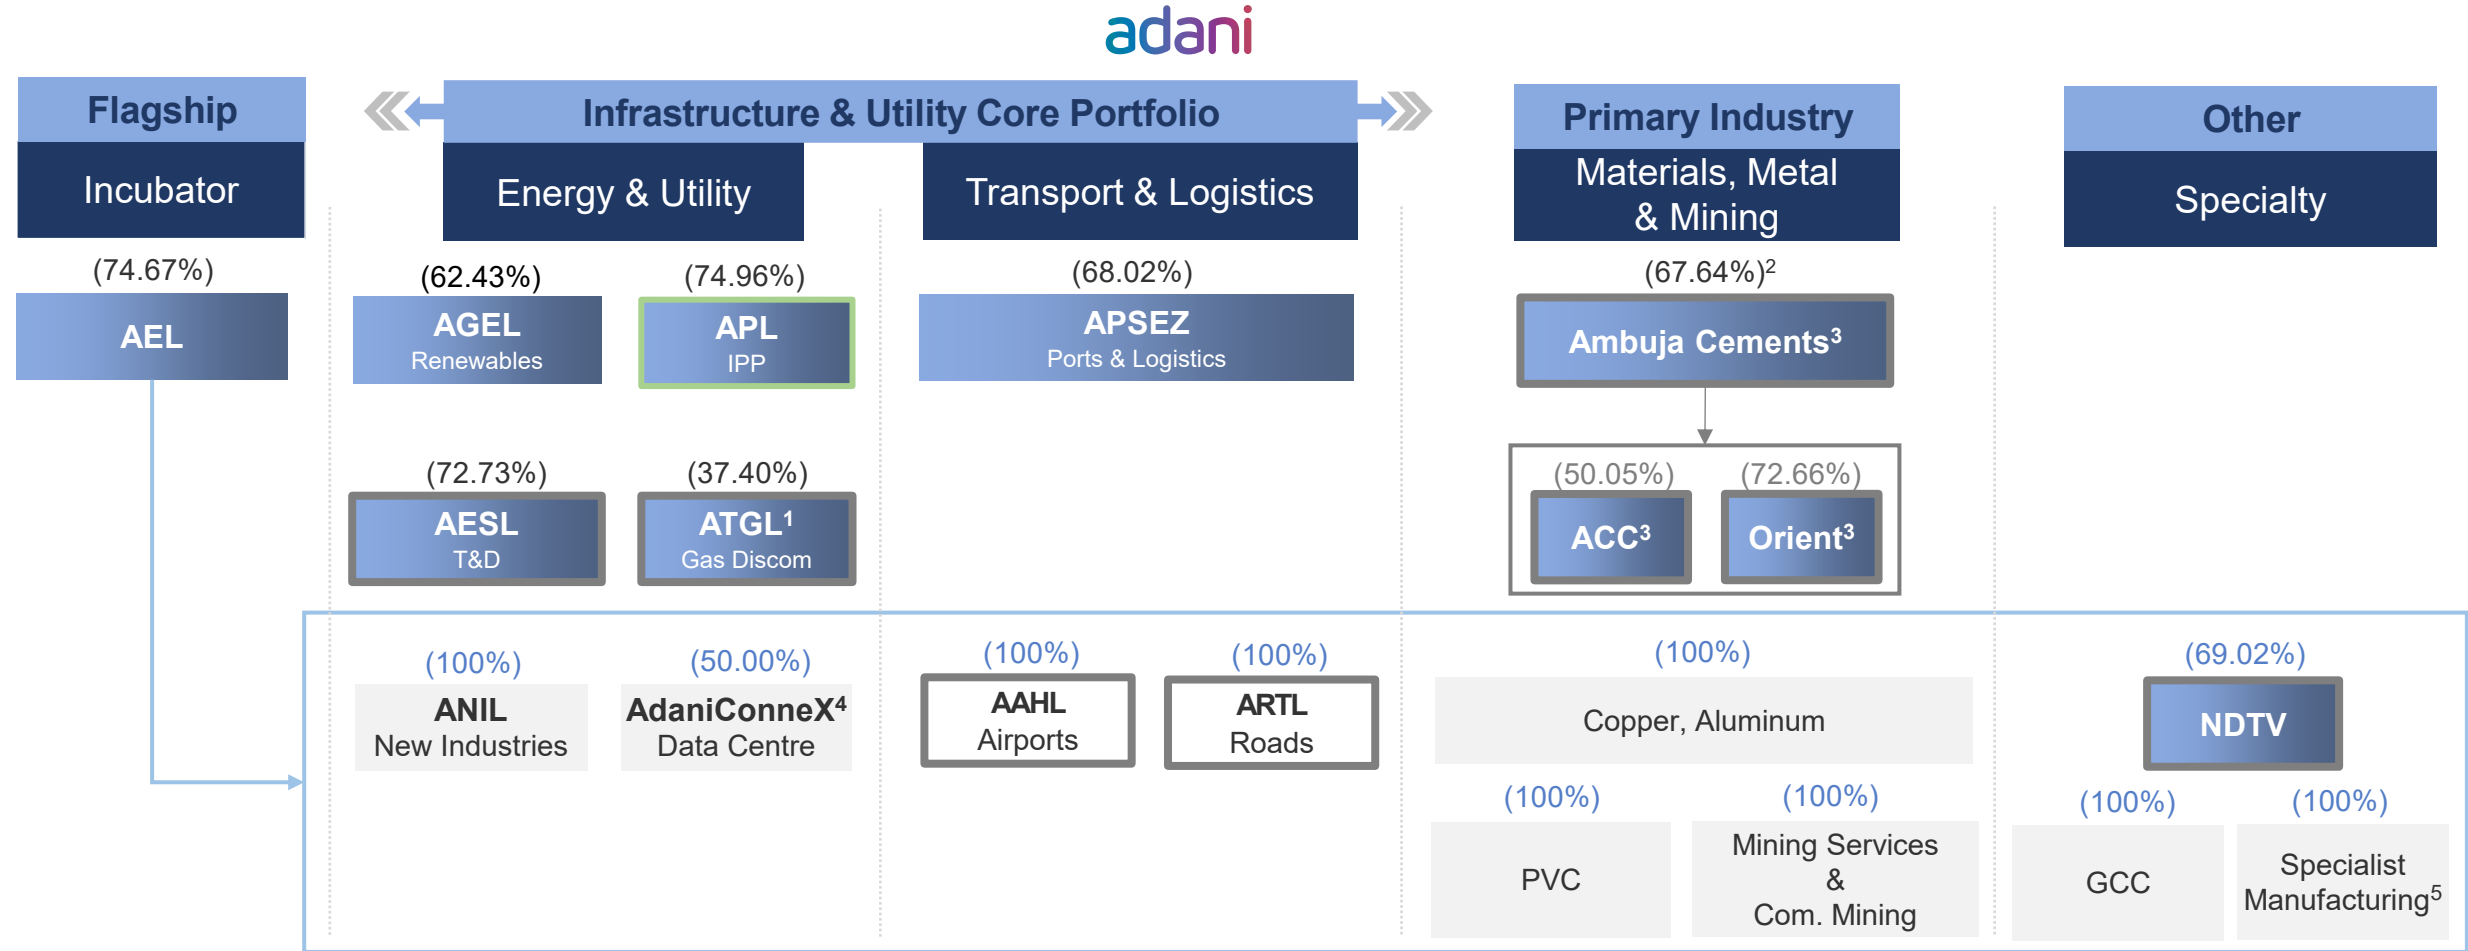 adani
Flagship
Infrastructure & Utility Core Portfolio
Primary Industry
Other
Incubator
Energy & Utility
Transport & Logistics
Materials, Metal
& Mining
Specialty
(74.67%)
AEL
(62.43%)
AGEL
Renewables
(74.96%)
APL
IPP
(68.02%)
APSEZ
Ports & Logistics
(67.64%)²
Ambuja Cements³
(72.73%)
AESL
T&D
(37.40%)
ATGL¹
Gas Discom
(50.05%)
ACC³
(72.66%)
Orient³
(100%)
ANIL
New Industries
(50.00%)
AdaniConneX⁴
Data Centre
(100%)
AAHL
Airports
(100%)
ARTL
Roads
(100%)
Copper, Aluminum
(100%)
PVC
(100%)
Mining Services
&
Com. Mining
(69.02%)
NDTV
(100%)
GCC
(100%)
Specialist
Manufacturing⁵